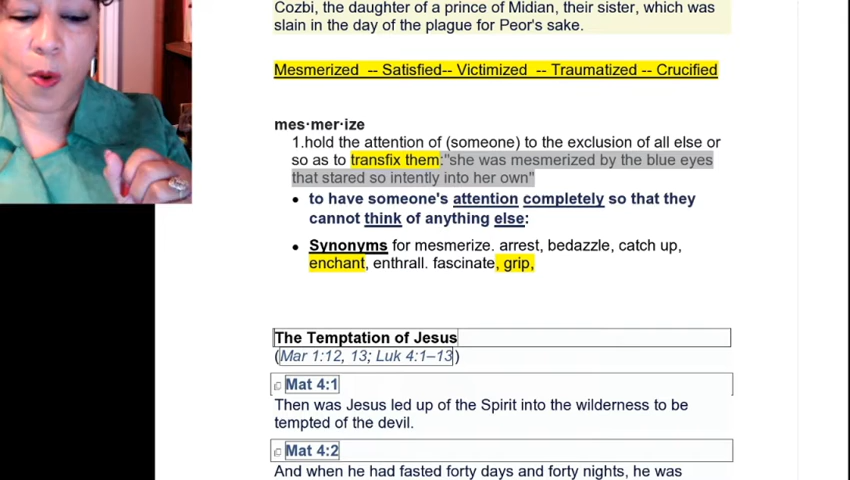 Cozbi, the daughter of a prince of Midian, their sister, which was
slain in the day of the plague for Peor's sake.
Mesmerized -- Satisfied-- Victimized -- Traumatized -- Crucified
mes·mer·ize
1.hold the attention of (someone) to the exclusion of all else or
so as to transfix them:"she was mesmerized by the blue eyes
that stared so intently into her own"
• to have someone's attention completely so that they
cannot think of anything else:
• Synonyms for mesmerize. arrest, bedazzle, catch up,
enchant, enthrall. fascinate, grip,
The Temptation of Jesus
(Mar 1:12, 13; Luk 4:1–13)
Mat 4:1
Then was Jesus led up of the Spirit into the wilderness to be
tempted of the devil.
Mat 4:2
And when he had fasted forty days and forty nights, he was